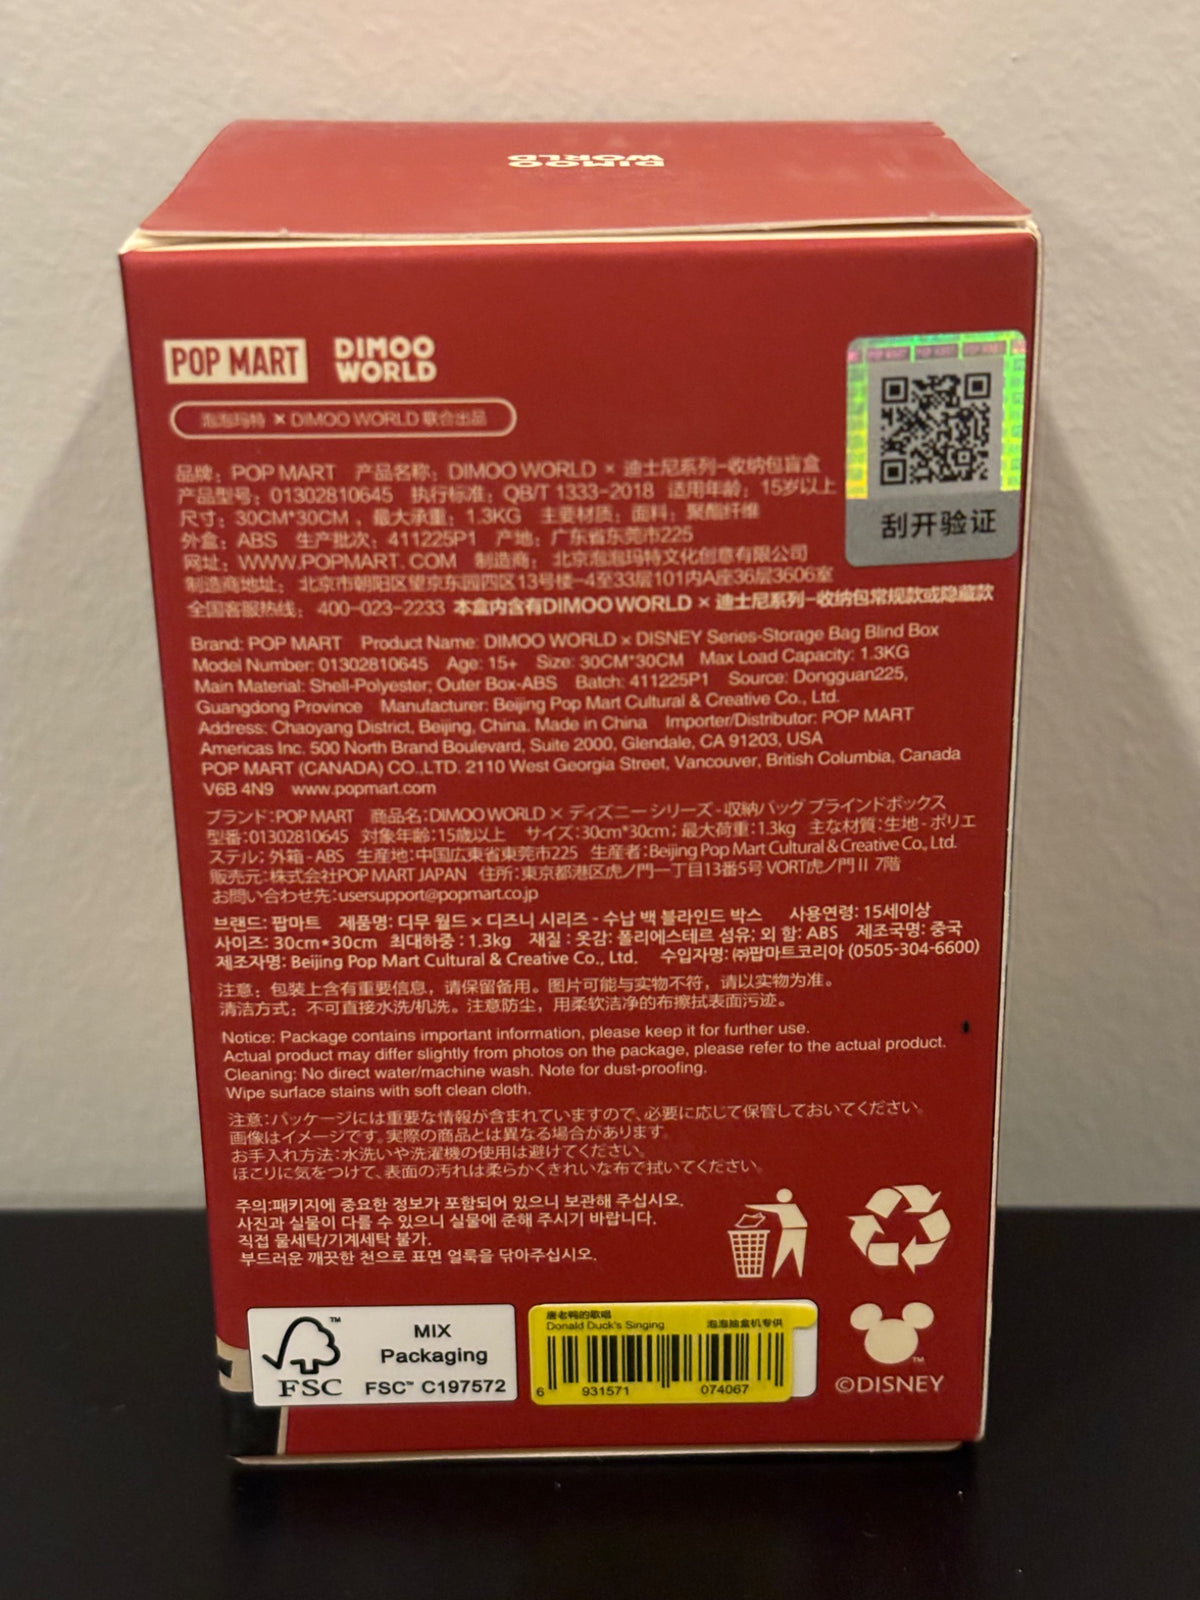 DIMOO
WORLD
POP MART
DIMOO
WORLD
泡泡玛特 × DIMOO WORLD 联合出品
刮开验证
品牌：POP MART 产品名称：DIMOO WORLD × 迪士尼系列-收纳包盲盒
产品型号：01302810645 执行标准：QB/T 1333-2018 适用年龄：15岁以上
尺寸：30CM*30CM，最大承重：1.3KG 主要材质：面料：聚酯纤维
外盒：ABS 生产批次：411225P1 产地：广东省东莞市225
网址：WWW.POPMART.COM 制造商：北京泡泡玛特文化创意有限公司
制造商地址：北京市朝阳区望京东园四区13号楼-4至33层101内A座36层3606室
全国客服热线：400-023-2233 本盒内含有DIMOO WORLD × 迪士尼系列-收纳包常规款或隐藏款
Brand: POP MART Product Name: DIMOO WORLD × DISNEY Series-Storage Bag Blind Box
Model Number: 01302810645 Age: 15+ Size: 30CM*30CM Max Load Capacity: 1.3KG
Main Material: Shell-Polyester; Outer Box-ABS Batch: 411225P1 Source: Dongguan225,
Guangdong Province Manufacturer: Beijing Pop Mart Cultural & Creative Co., Ltd.
Address: Chaoyang District, Beijing, China. Made in China Importer/Distributor: POP MART
Americas Inc. 500 North Brand Boulevard, Suite 2000, Glendale, CA 91203, USA
POP MART (CANADA) CO.,LTD. 2110 West Georgia Street, Vancouver, British Columbia, Canada
V6B 4N9 www.popmart.com
ブランド：POP MART 商品名：DIMOO WORLD × ディズニー シリーズ - 収納バッグ ブラインドボックス
型番：01302810645 対象年齢：15歳以上 サイズ：30cm*30cm；最大荷重：1.3kg 主な材質：生地 - ポリエ
ステル；外箱 - ABS 生産地：中国広東省東莞市225 生産者：Beijing Pop Mart Cultural & Creative Co., Ltd.
販売元：株式会社POP MART JAPAN 住所：東京都港区虎ノ門一丁目13番5号 VORT虎ノ門II 7階
お問い合わせ先：usersupport@popmart.co.jp
브랜드: 팝마트 제품명: 디무 월드 × 디즈니 시리즈 - 수납 백 블라인드 박스 사용연령: 15세이상
사이즈: 30cm*30cm 최대하중 : 1.3kg 재질 : 옷감: 폴리에스테르 섬유; 외 함: ABS 제조국명: 중국
제조자명: Beijing Pop Mart Cultural & Creative Co., Ltd. 수입자명: ㈜팝마트코리아 (0505-304-6600)
注意：包装上含有重要信息，请保留备用。图片可能与实物不符，请以实物为准。
清洁方式：不可直接水洗/机洗。注意防尘，用柔软洁净的布擦拭表面污迹。
Notice: Package contains important information, please keep it for further use.
Actual product may differ slightly from photos on the package, please refer to the actual product.
Cleaning: No direct water/machine wash. Note for dust-proofing.
Wipe surface stains with soft clean cloth.
注意：パッケージには重要な情報が含まれていますので、必要に応じて保管しておいてください。
画像はイメージです。実際の商品とは異なる場合があります。
お手入れ方法：水洗いや洗濯機の使用は避けてください。
ほこりに気をつけて、表面の汚れは柔らかくきれいな布で拭いてください。
주의:패키지에 중요한 정보가 포함되어 있으니 보관해 주십시오.
사진과 실물이 다를 수 있으니 실물에 준해 주시기 바랍니다.
직접 물세탁/기계세탁 불가.
부드러운 깨끗한 천으로 표면 얼룩을 닦아주십시오.
FSC
MIX
Packaging
FSC™ C197572
唐老鸭的歌唱
Donald Duck's Singing 泡泡抽盒机专供
6 931571 074067
©DISNEY